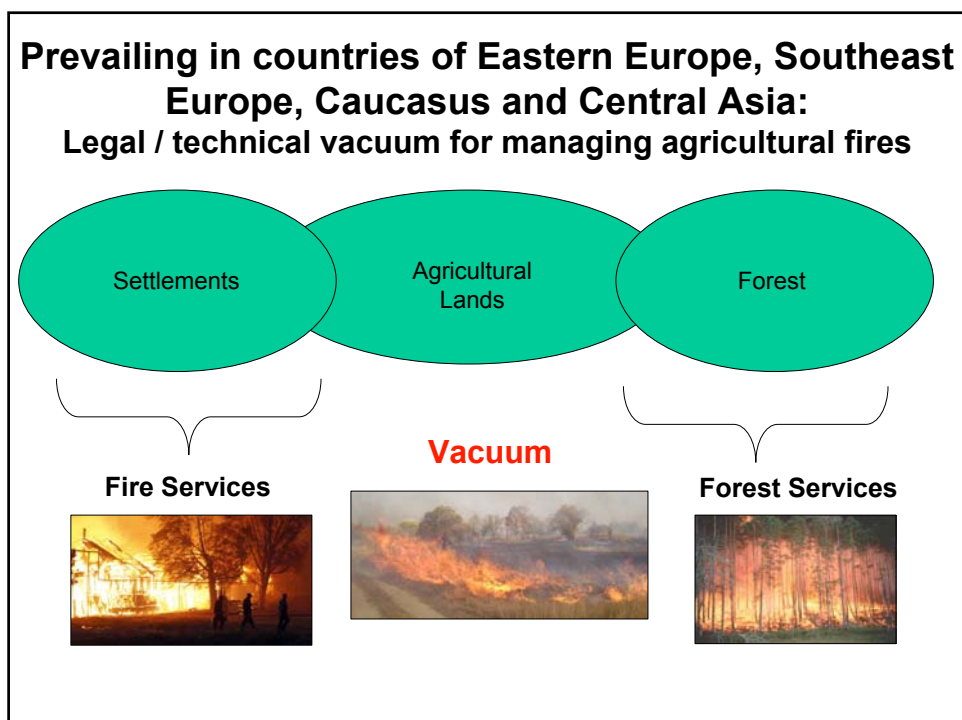 Prevailing in countries of Eastern Europe, Southeast
Europe, Caucasus and Central Asia:
Legal / technical vacuum for managing agricultural fires
Settlements
Agricultural
Lands
Forest
Vacuum
Fire Services
Forest Services